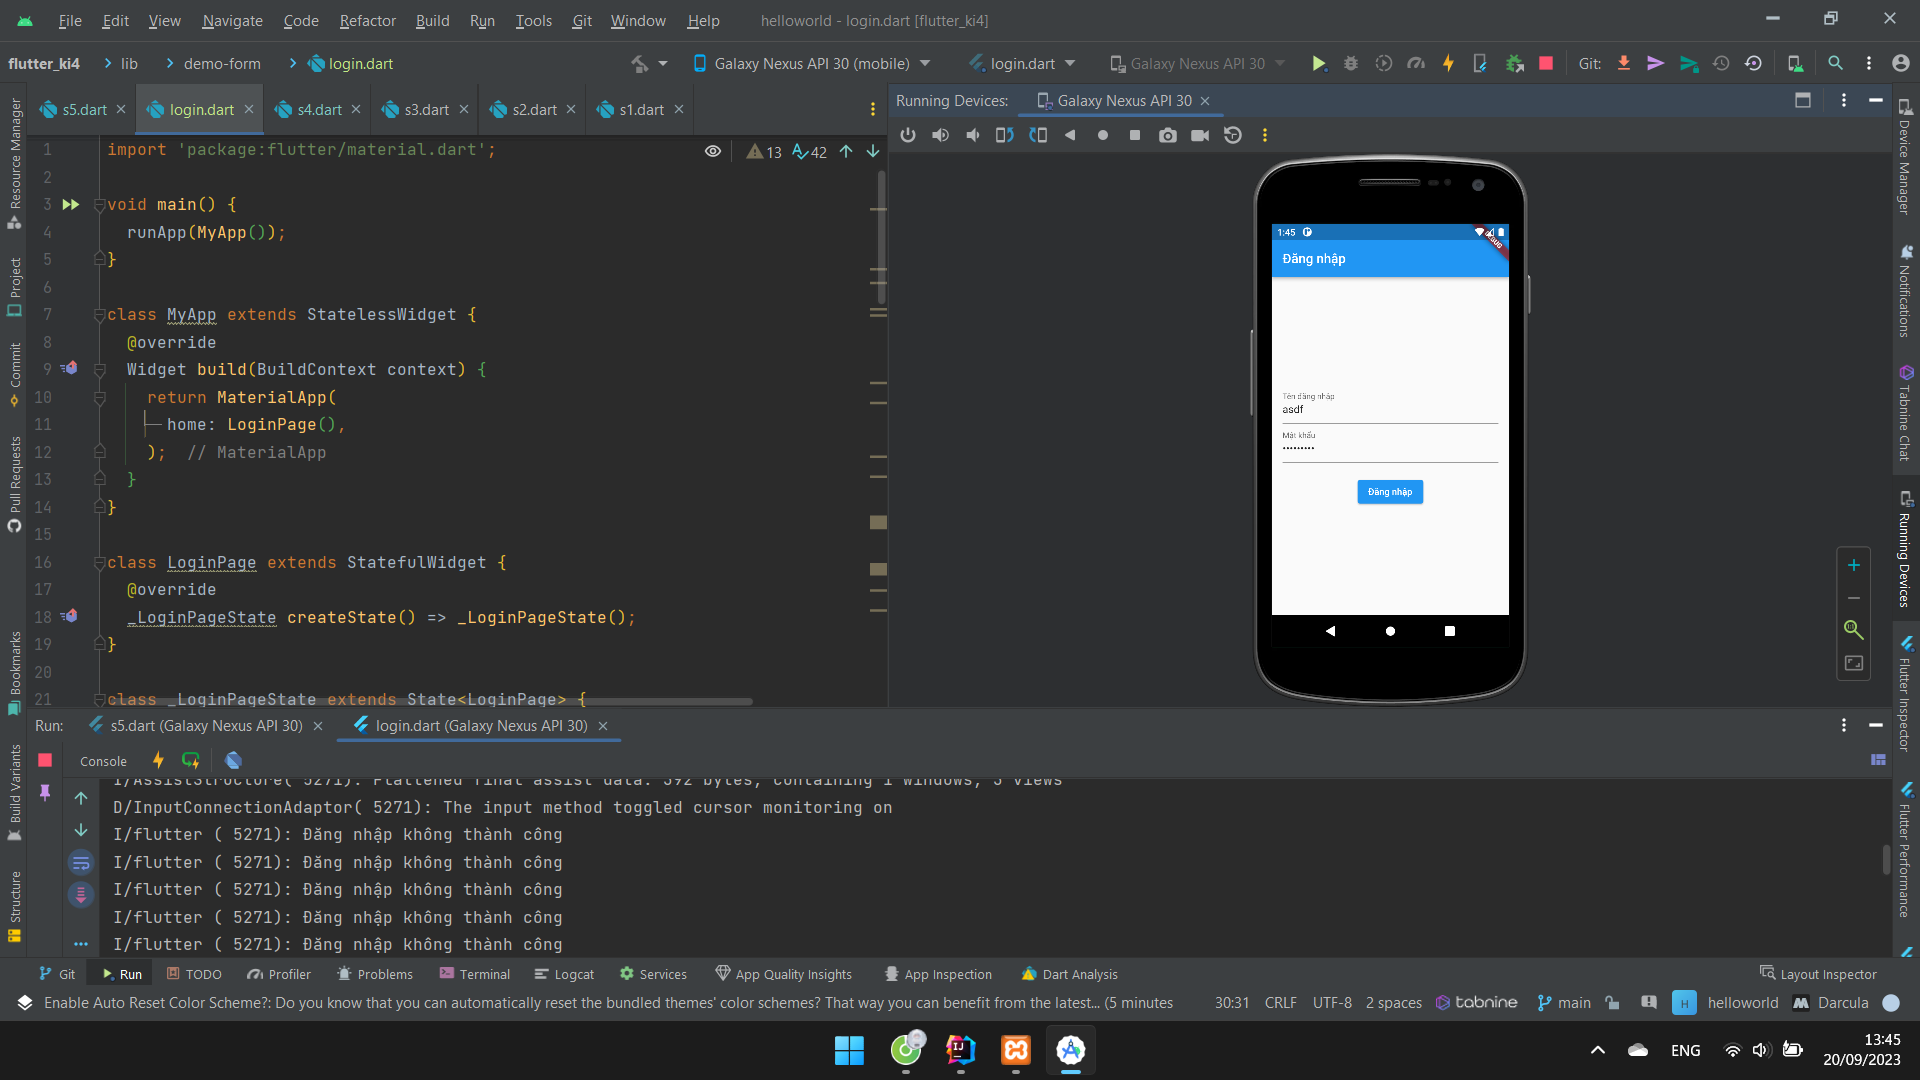 File Edit View Navigate Code Refactor Build Run Tools Git Window Help helloworld - login.dart [flutter_ki4]
flutter_ki4 lib demo-form login.dart Galaxy Nexus API 30 (mobile) login.dart Galaxy Nexus API 30 Git:
s5.dart login.dart s4.dart s3.dart s2.dart s1.dart
Running Devices: Galaxy Nexus API 30
13 42
1 import 'package:flutter/material.dart';
2
3 void main() {
4 runApp(MyApp());
5 }
6
7 class MyApp extends StatelessWidget {
8 @override
9 Widget build(BuildContext context) {
10 return MaterialApp(
11 home: LoginPage(),
12 ); // MaterialApp
13 }
14 }
15
16 class LoginPage extends StatefulWidget {
17 @override
18 _LoginPageState createState() => _LoginPageState();
19 }
20
21 class _LoginPageState extends State<LoginPage> {
Resource Manager
Project
Commit
Pull Requests
Bookmarks
Build Variants
Structure
1:45
DEBUG
Đăng nhập
Tên đăng nhập
asdf
Mật khẩu
•••••••••
Đăng nhập
Device Manager
Notifications
Tabnine Chat
Running Devices
Flutter Inspector
Flutter Performance
Run: s5.dart (Galaxy Nexus API 30) login.dart (Galaxy Nexus API 30)
Console
I/AssistStructure( 5271): Flattened final assist data: 392 bytes, containing 1 windows, 3 views
D/InputConnectionAdaptor( 5271): The input method toggled cursor monitoring on
I/flutter ( 5271): Đăng nhập không thành công
I/flutter ( 5271): Đăng nhập không thành công
I/flutter ( 5271): Đăng nhập không thành công
I/flutter ( 5271): Đăng nhập không thành công
I/flutter ( 5271): Đăng nhập không thành công
Git Run TODO Profiler Problems Terminal Logcat Services App Quality Insights App Inspection Dart Analysis Layout Inspector
Enable Auto Reset Color Scheme?: Do you know that you can automatically reset the bundled themes' color schemes? That way you can benefit from the latest... (5 minutes 30:31 CRLF UTF-8 2 spaces tabnine main H helloworld Darcula
ENG
13:45
20/09/2023